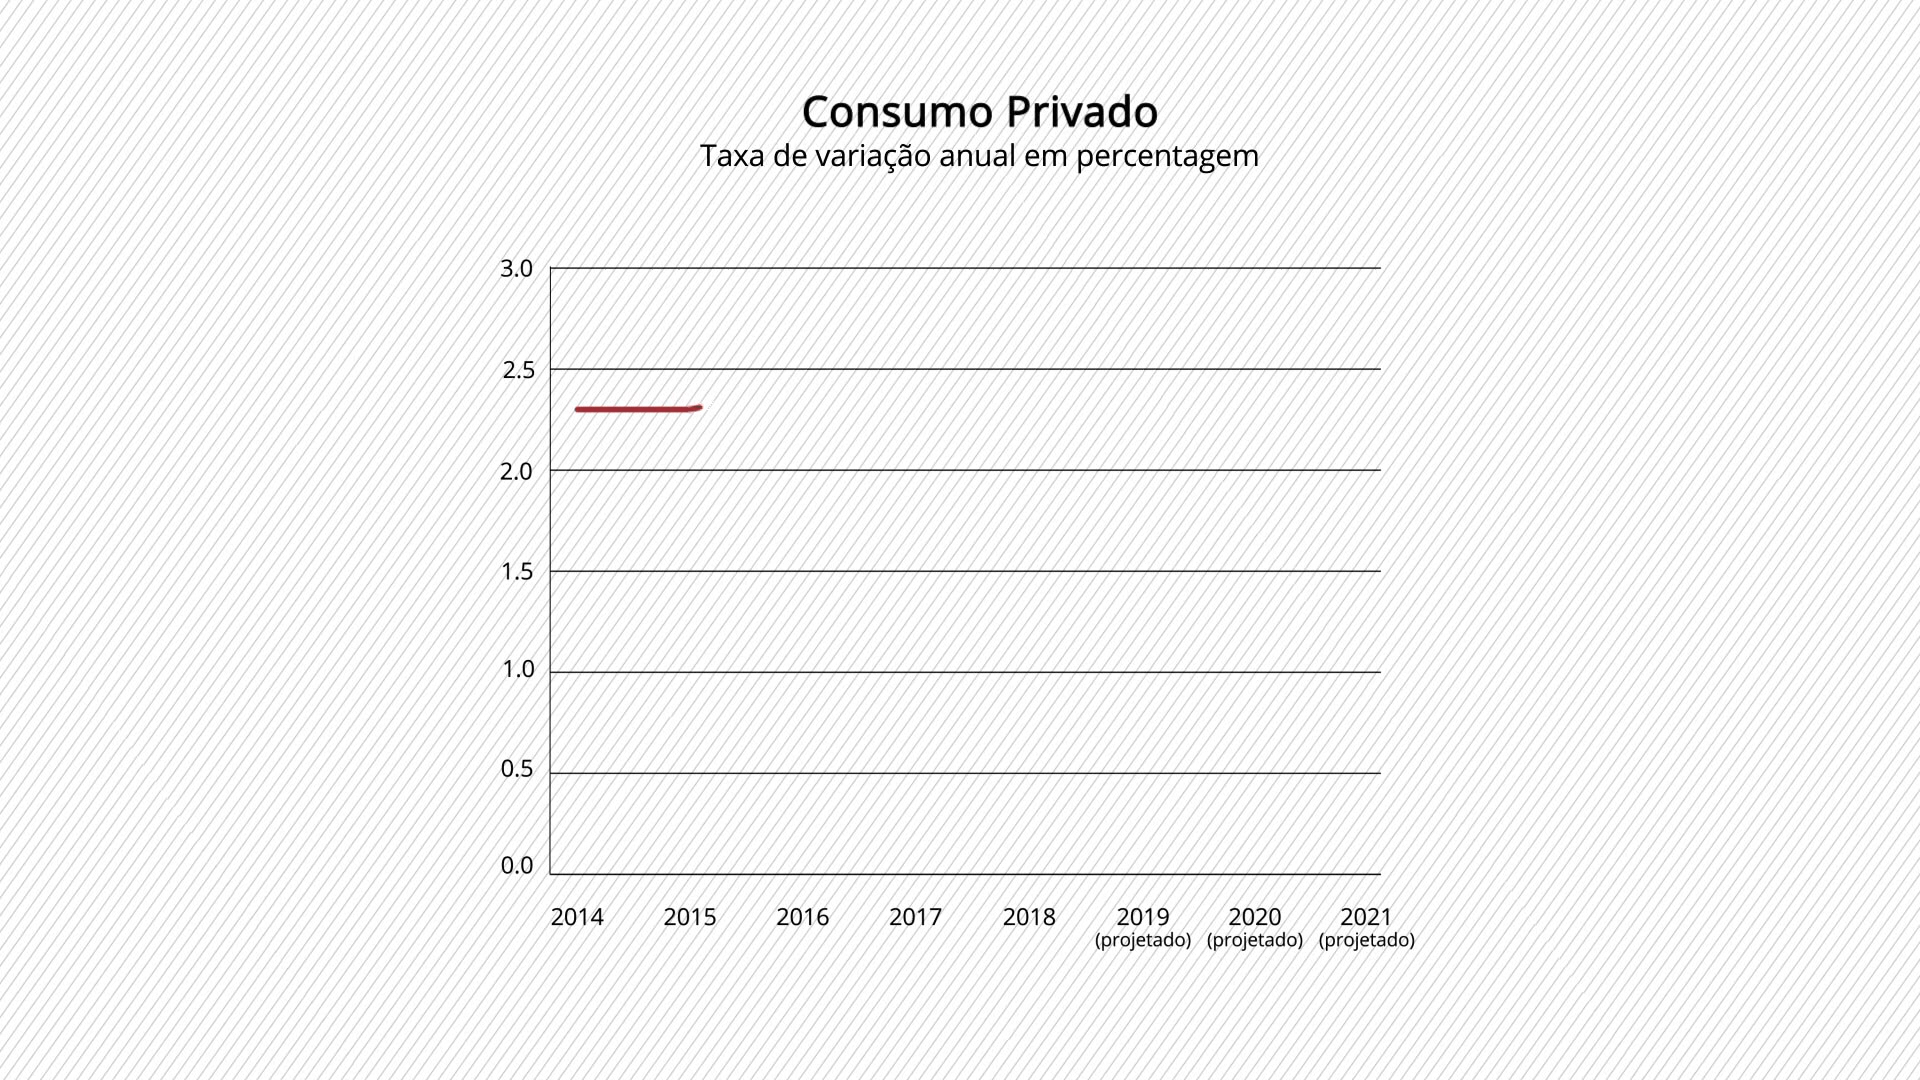 Consumo Privado
Taxa de variação anual em percentagem
3.0
2.5
2.0
1.5
1.0
0.5
0.0
2014 2015 2016 2017 2018 2019 2020 2021
(projetado) (projetado) (projetado)